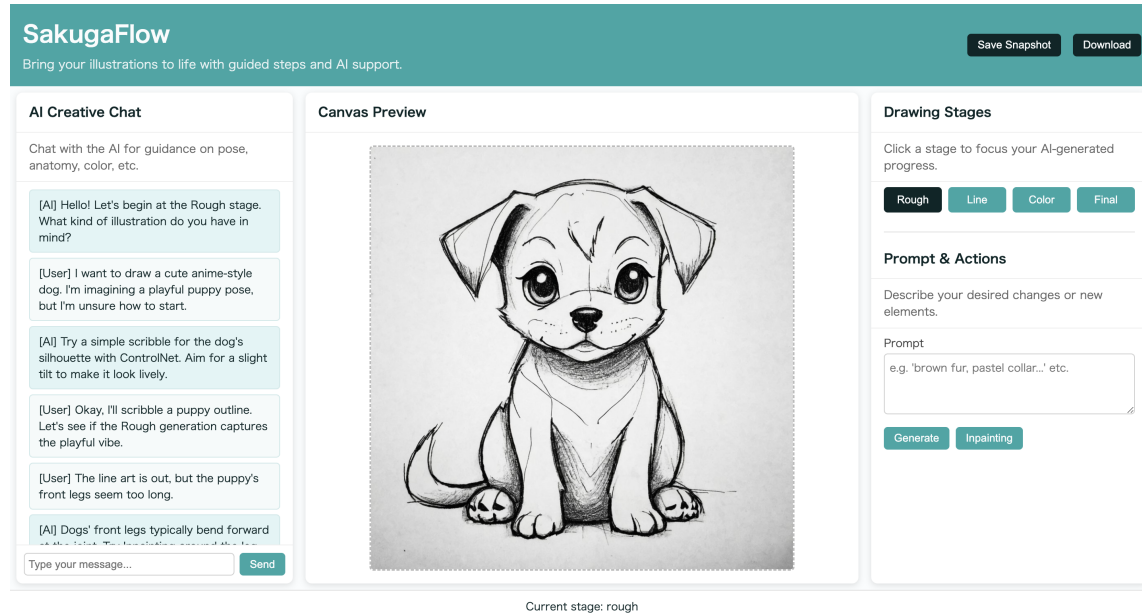 SakugaFlow
Bring your illustrations to life with guided steps and AI support.
Save Snapshot
Download
AI Creative Chat
Chat with the AI for guidance on pose,
anatomy, color, etc.
[AI] Hello! Let's begin at the Rough stage.
What kind of illustration do you have in
mind?
[User] I want to draw a cute anime-style
dog. I'm imagining a playful puppy pose,
but I'm unsure how to start.
[AI] Try a simple scribble for the dog's
silhouette with ControlNet. Aim for a slight
tilt to make it look lively.
[User] Okay, I'll scribble a puppy outline.
Let's see if the Rough generation captures
the playful vibe.
[User] The line art is out, but the puppy's
front legs seem too long.
[AI] Dogs' front legs typically bend forward
at the joint. Try Inpainting around the leg
Type your message...
Send
Canvas Preview
Drawing Stages
Click a stage to focus your AI-generated
progress.
Rough
Line
Color
Final
Prompt & Actions
Describe your desired changes or new
elements.
Prompt
e.g. 'brown fur, pastel collar...' etc.
Generate
Inpainting
Current stage: rough